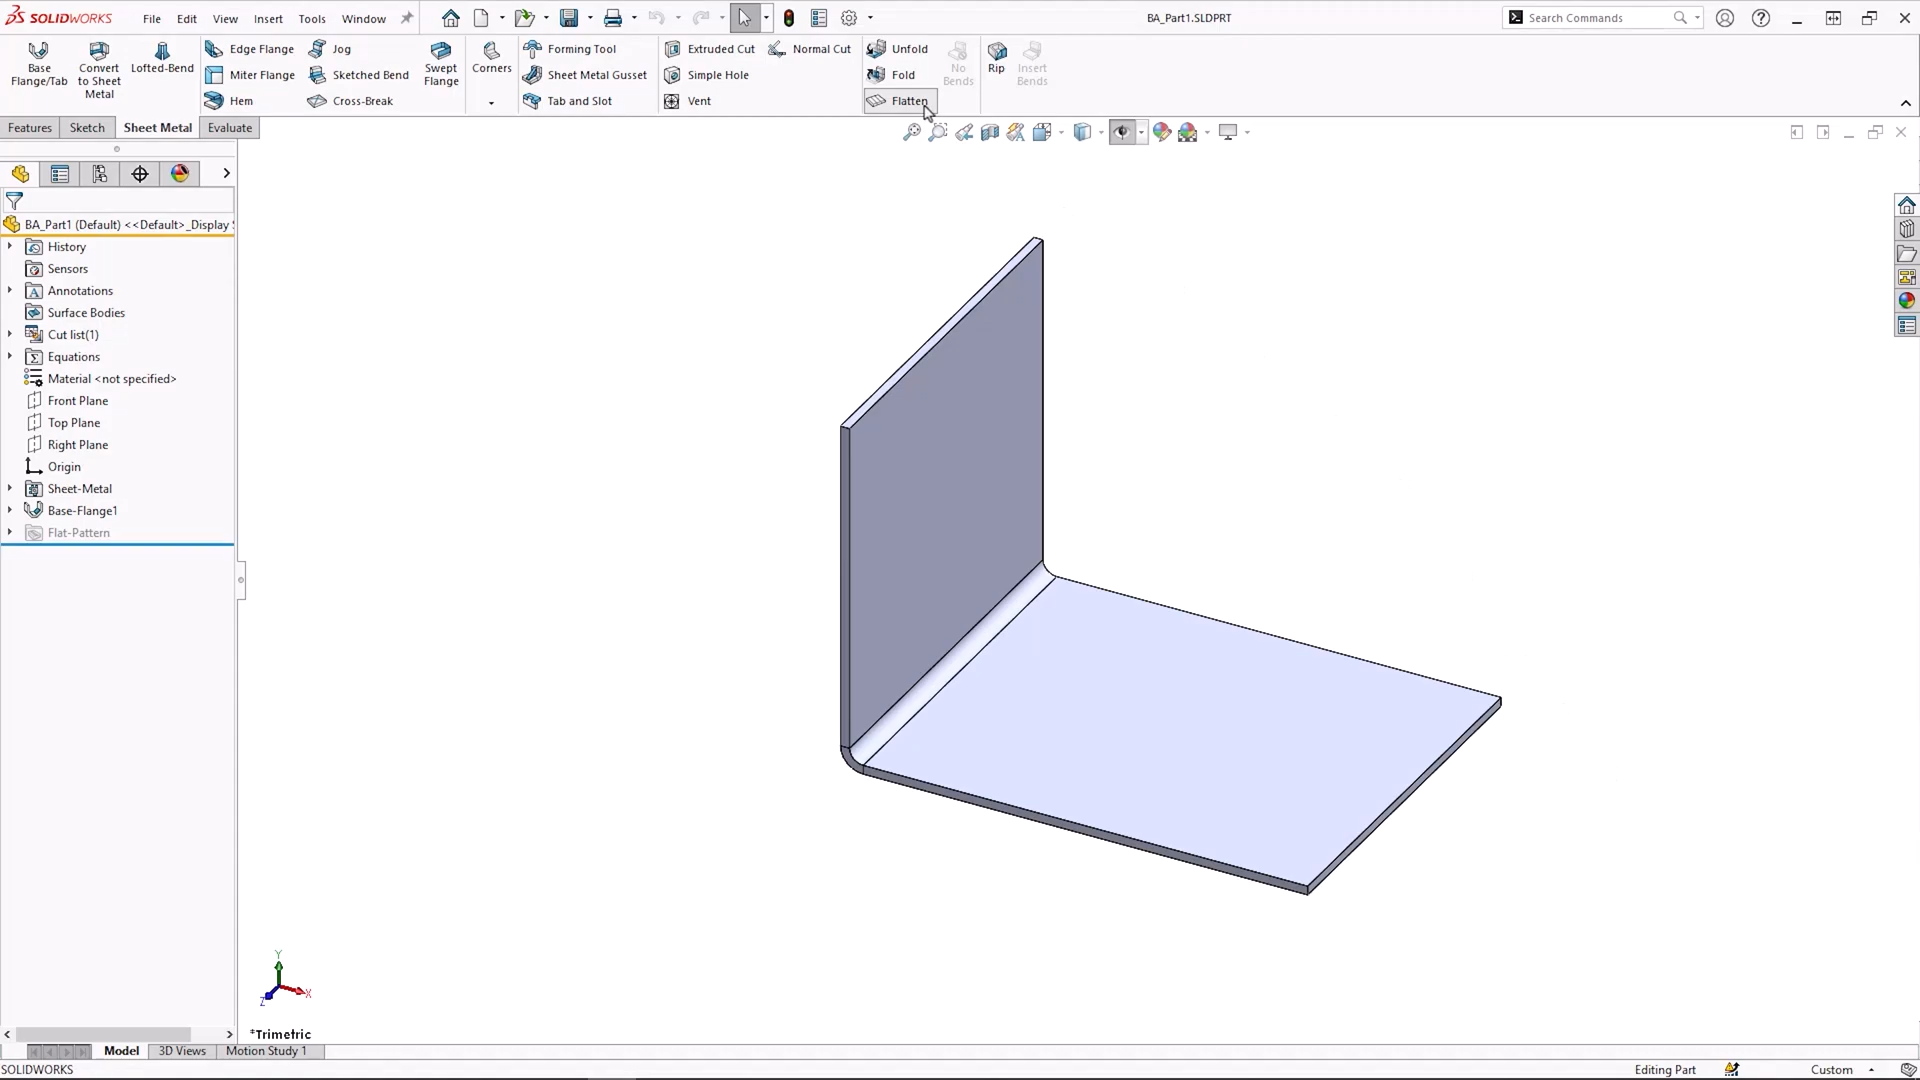 SOLIDWORKS File Edit View Insert Tools Window BA_Part1.SLDPRT Search Commands
Base Flange/Tab
Convert to Sheet Metal
Lofted-Bend
Edge Flange
Miter Flange
Hem
Jog
Sketched Bend
Cross-Break
Swept Flange
Corners
Forming Tool
Sheet Metal Gusset
Tab and Slot
Extruded Cut
Simple Hole
Vent
Normal Cut
Unfold
Fold
Flatten
No Bends
Rip
Insert Bends
Features Sketch Sheet Metal Evaluate
BA_Part1 (Default) <<Default>_Display
History
Sensors
Annotations
Surface Bodies
Cut list(1)
Equations
Material <not specified>
Front Plane
Top Plane
Right Plane
Origin
Sheet-Metal
Base-Flange1
Flat-Pattern
Y
X
Z
*Trimetric
Model 3D Views Motion Study 1
SOLIDWORKS Editing Part Custom